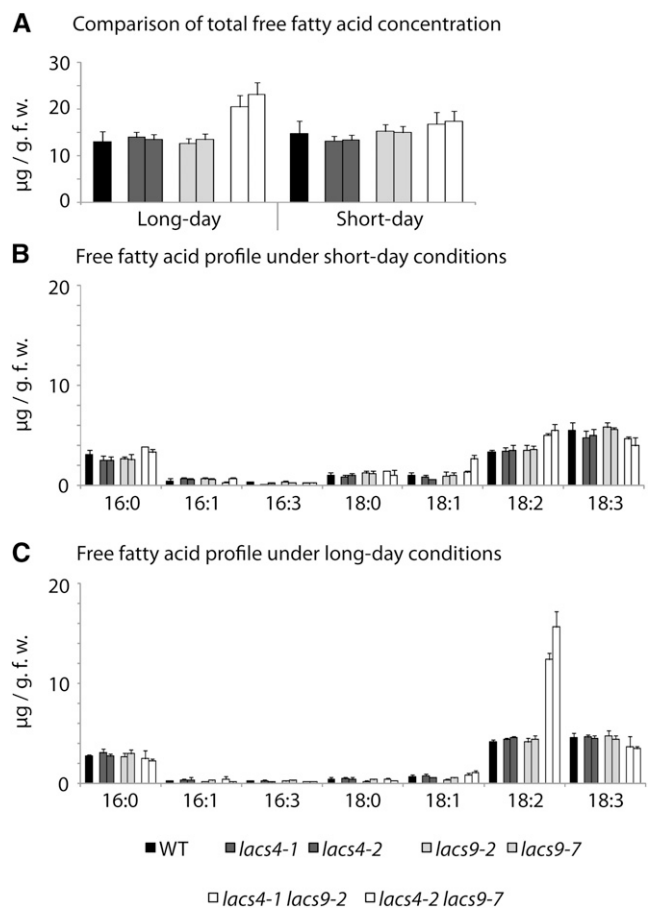 A Comparison of total free fatty acid concentration
µg / g. f. w.
30
20
10
0
Long-day Short-day
B Free fatty acid profile under short-day conditions
µg / g. f. w.
20
10
0
16:0 16:1 16:3 18:0 18:1 18:2 18:3
C Free fatty acid profile under long-day conditions
µg / g. f. w.
20
10
0
16:0 16:1 16:3 18:0 18:1 18:2 18:3
WT lacs4-1 lacs4-2 lacs9-2 lacs9-7
lacs4-1 lacs9-2 lacs4-2 lacs9-7